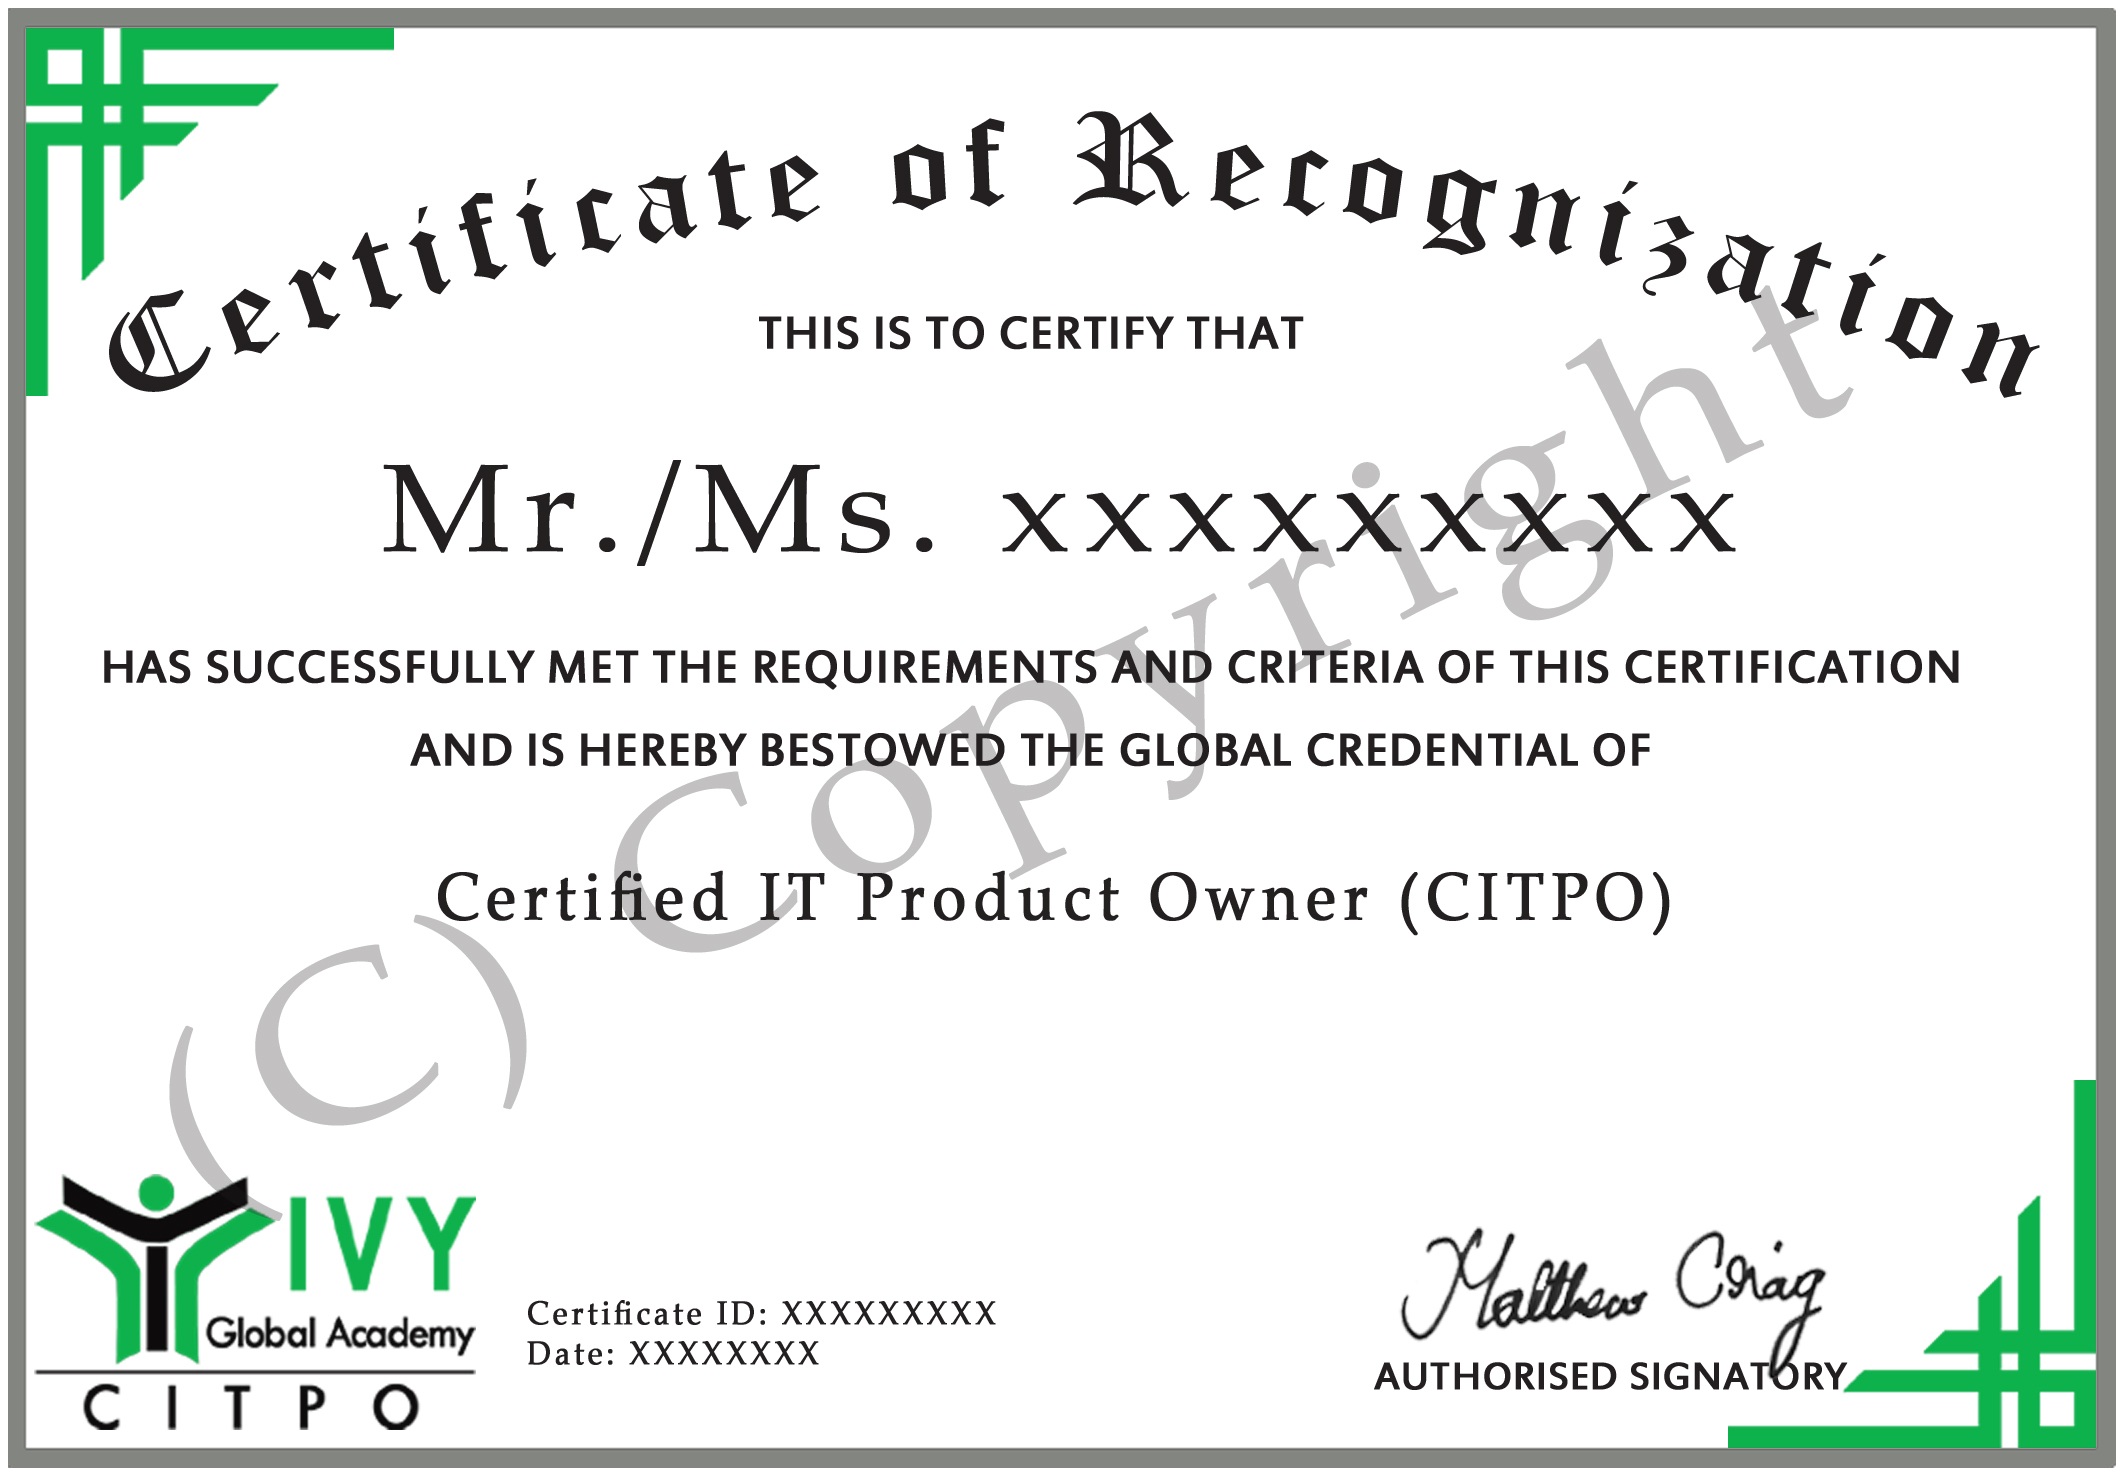 Certificate of Recognization
THIS IS TO CERTIFY THAT
Mr./Ms. xxxxxxxxx
HAS SUCCESSFULLY MET THE REQUIREMENTS AND CRITERIA OF THIS CERTIFICATION
AND IS HEREBY BESTOWED THE GLOBAL CREDENTIAL OF
Certified IT Product Owner (CITPO)
(C) Copyright
IVY
Global Academy
CITPO
Certificate ID: XXXXXXXXX
Date: XXXXXXXX
Matthew Craig
AUTHORISED SIGNATORY